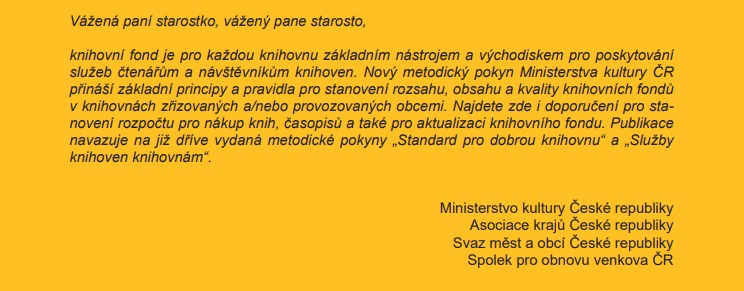 Vážená paní starostko, vážený pane starosto,
knihovní fond je pro každou knihovnu základním nástrojem a východiskem pro poskytování
služeb čtenářům a návštěvníkům knihoven. Nový metodický pokyn Ministerstva kultury ČR
přináší základní principy a pravidla pro stanovení rozsahu, obsahu a kvality knihovních fondů
v knihovnách zřizovaných a/nebo provozovaných obcemi. Najdete zde i doporučení pro sta-
novení rozpočtu pro nákup knih, časopisů a také pro aktualizaci knihovního fondu. Publikace
navazuje na již dříve vydaná metodické pokyny „Standard pro dobrou knihovnu“ a „Služby
knihoven knihovnám“.
Ministerstvo kultury České republiky
Asociace krajů České republiky
Svaz měst a obcí České republiky
Spolek pro obnovu venkova ČR